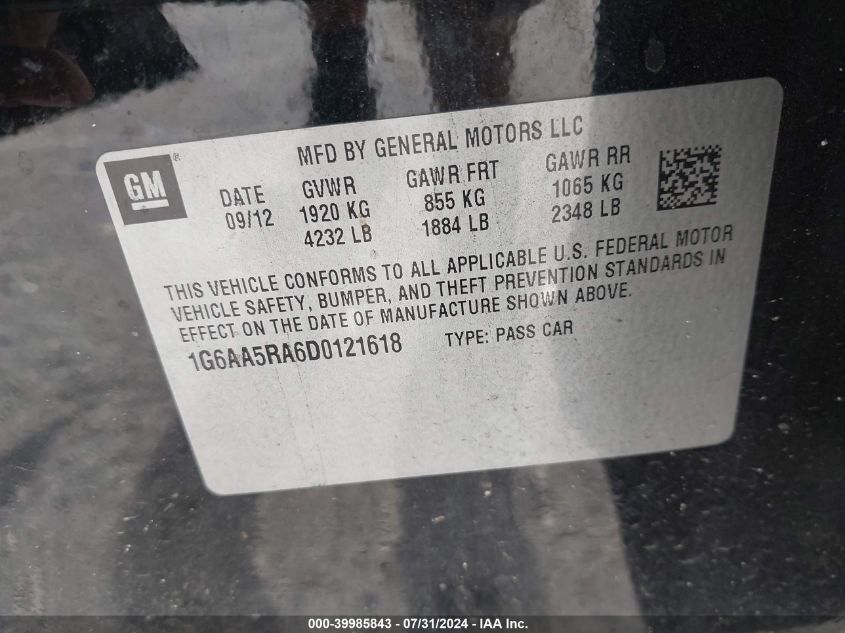 MFD BY GENERAL MOTORS LLC
GM ®
DATE GVWR GAWR FRT GAWR RR
09/12 1920 KG 855 KG 1065 KG
4232 LB 1884 LB 2348 LB
THIS VEHICLE CONFORMS TO ALL APPLICABLE U.S. FEDERAL MOTOR
VEHICLE SAFETY, BUMPER, AND THEFT PREVENTION STANDARDS IN
EFFECT ON THE DATE OF MANUFACTURE SHOWN ABOVE.
1G6AA5RA6D0121618 TYPE: PASS CAR
000-39985843 - 07/31/2024 - IAA Inc.